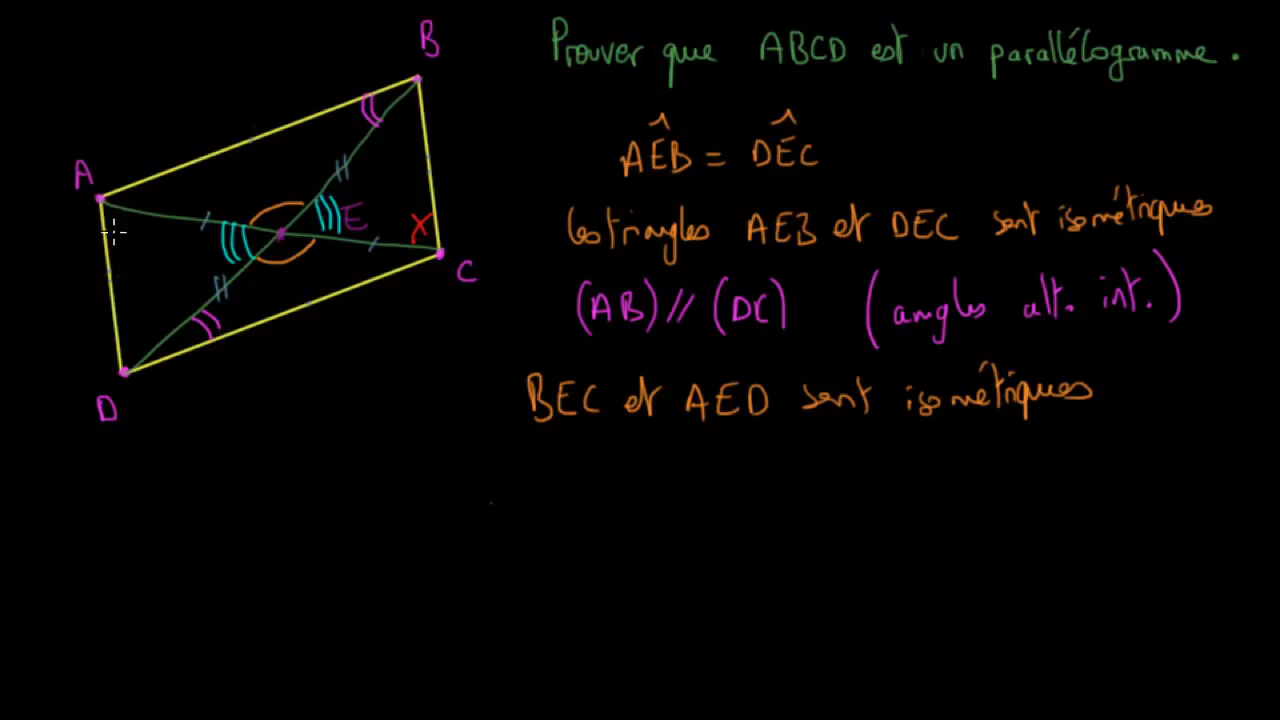 B
Prouver que ABCD est un parallélogramme.
A
E
C
D
AÊB = DÊC
les triangles AEB et DEC sont isométriques
(AB) // (DC) (angles alt. int.)
BEC et AED sont isométriques